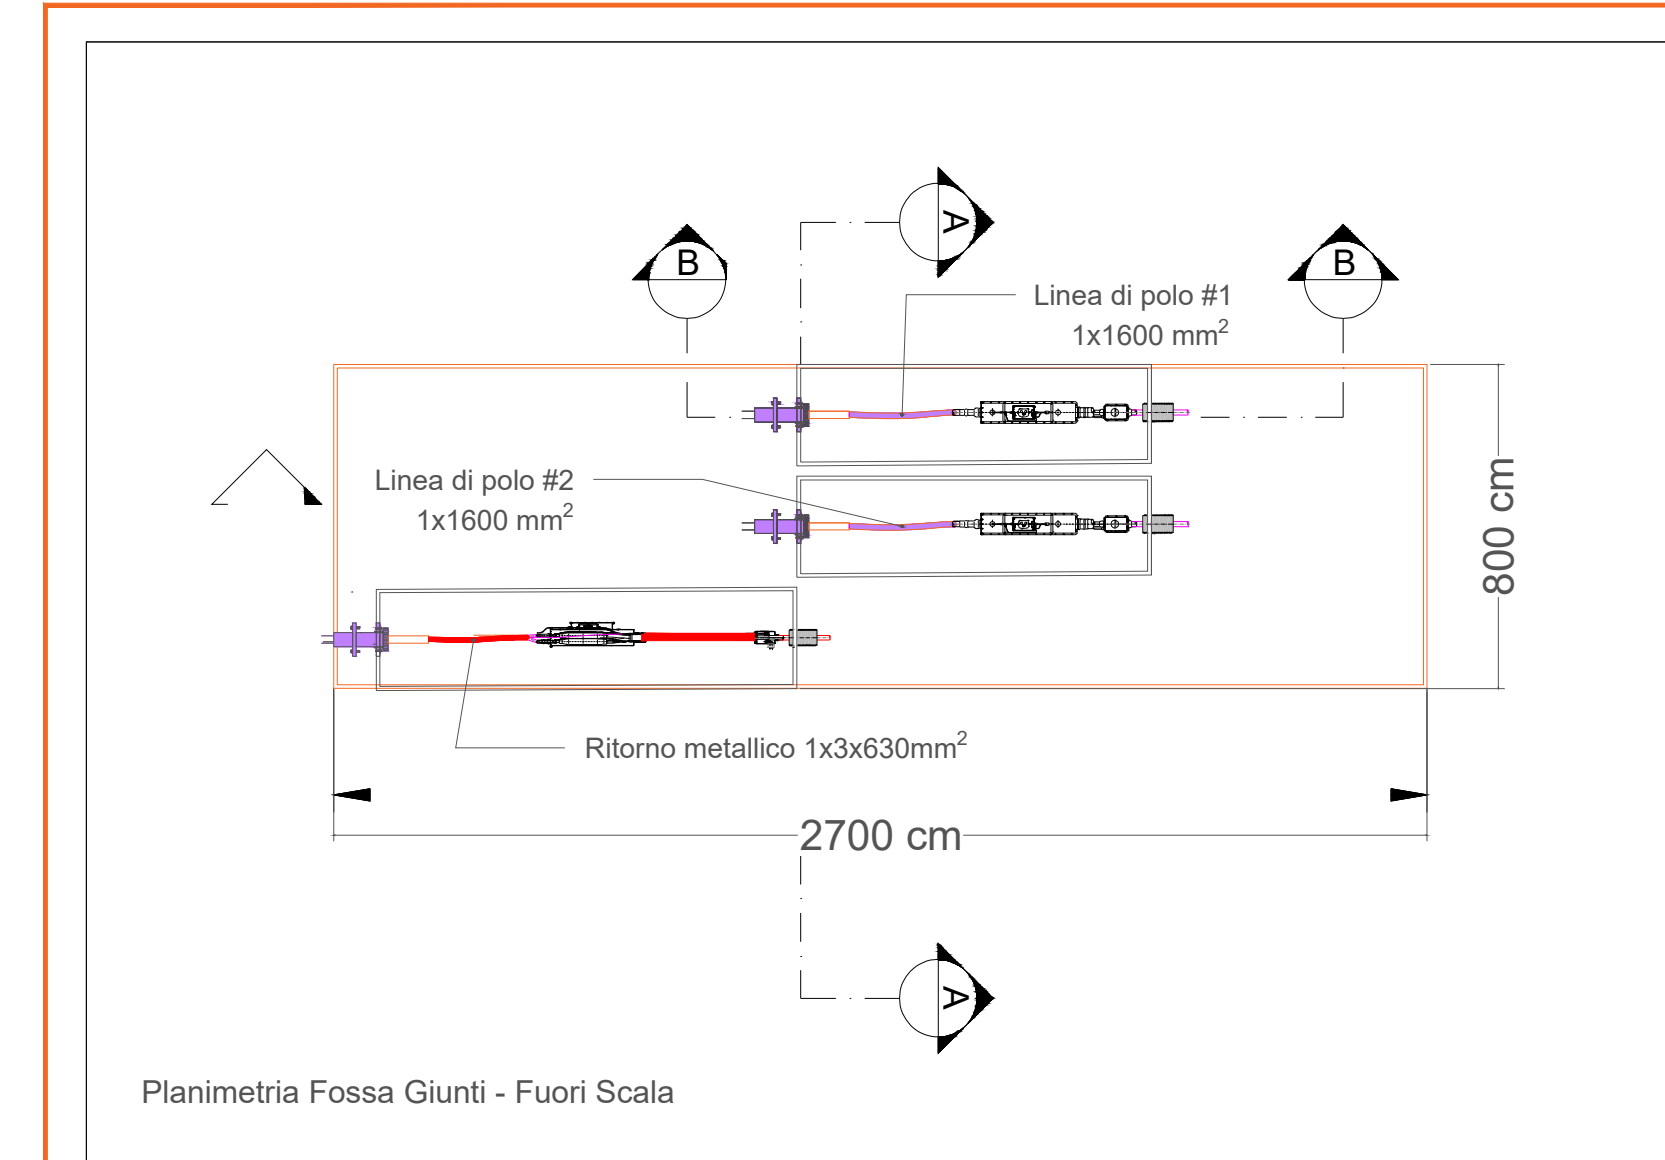 A
B
B
Linea di polo #1
1x1600 mm²
Linea di polo #2
1x1600 mm²
800 cm
Ritorno metallico 1x3x630mm²
2700 cm
A
Planimetria Fossa Giunti - Fuori Scala